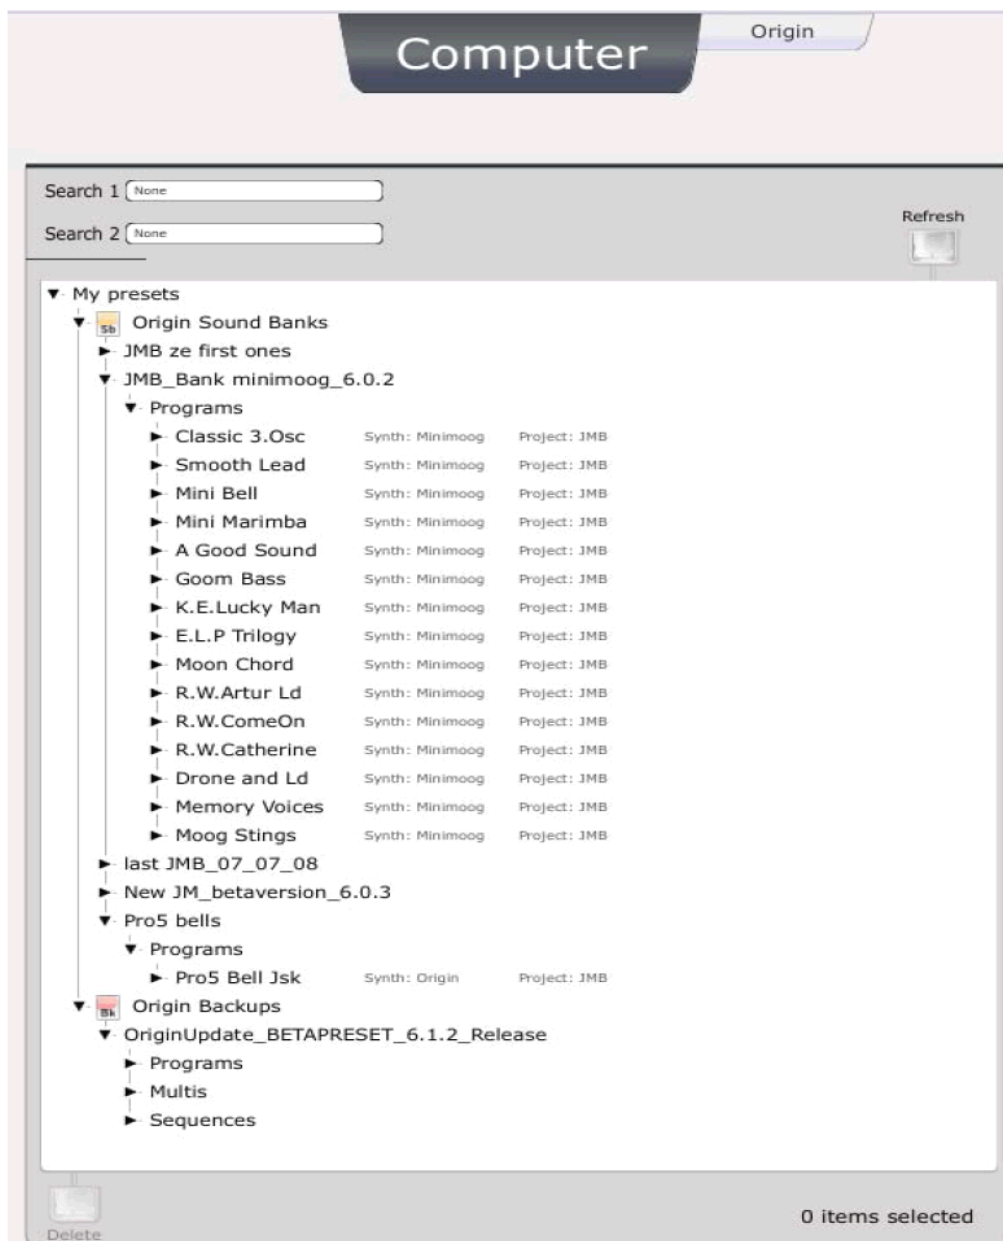 Computer
Origin
Search 1 None
Search 2 None
Refresh
My presets
Sb Origin Sound Banks
JMB ze first ones
JMB_Bank minimoog_6.0.2
Programs
Classic 3.Osc Synth: Minimoog Project: JMB
Smooth Lead Synth: Minimoog Project: JMB
Mini Bell Synth: Minimoog Project: JMB
Mini Marimba Synth: Minimoog Project: JMB
A Good Sound Synth: Minimoog Project: JMB
Goom Bass Synth: Minimoog Project: JMB
K.E.Lucky Man Synth: Minimoog Project: JMB
E.L.P Trilogy Synth: Minimoog Project: JMB
Moon Chord Synth: Minimoog Project: JMB
R.W.Artur Ld Synth: Minimoog Project: JMB
R.W.ComeOn Synth: Minimoog Project: JMB
R.W.Catherine Synth: Minimoog Project: JMB
Drone and Ld Synth: Minimoog Project: JMB
Memory Voices Synth: Minimoog Project: JMB
Moog Stings Synth: Minimoog Project: JMB
last JMB_07_07_08
New JM_betaversion_6.0.3
Pro5 bells
Programs
Pro5 Bell Jsk Synth: Origin Project: JMB
Bk Origin Backups
OriginUpdate_BETAPRESET_6.1.2_Release
Programs
Multis
Sequences
Delete
0 items selected